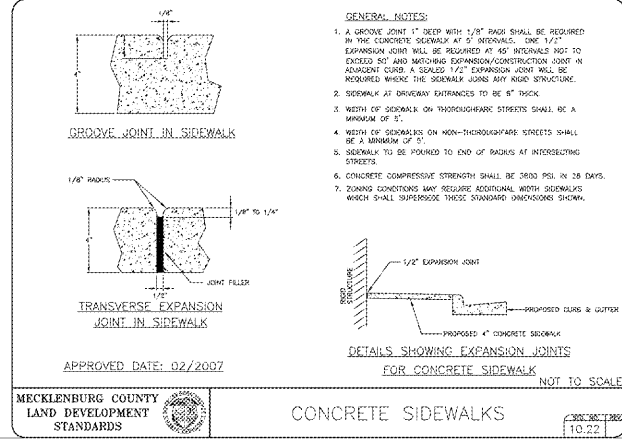 1/8"
4"
GROOVE JOINT IN SIDEWALK
1/8" RADIUS
1/8" TO 1/4"
4"
JOINT FILLER
1/2"
TRANSVERSE EXPANSION
JOINT IN SIDEWALK
APPROVED DATE: 02/2007
GENERAL NOTES:
1. A GROOVE JOINT 1" DEEP WITH 1/8" RADII SHALL BE REQUIRED
IN THE CONCRETE SIDEWALK AT 5' INTERVALS. ONE 1/2"
EXPANSION JOINT WILL BE REQUIRED AT 45' INTERVALS NOT TO
EXCEED 50' AND MATCHING EXPANSION/CONSTRUCTION JOINT IN
ADJACENT CURB. A SEALED 1/2" EXPANSION JOINT WILL BE
REQUIRED WHERE THE SIDEWALK JOINS ANY RIGID STRUCTURE.
2. SIDEWALK AT DRIVEWAY ENTRANCES TO BE 6" THICK.
3. WIDTH OF SIDEWALK ON THOROUGHFARE STREETS SHALL BE A
MINIMUM OF 5'.
4. WIDTH OF SIDEWALKS ON NON-THOROUGHFARE STREETS SHALL
BE A MINIMUM OF 5'.
5. SIDEWALK TO BE POURED TO END OF RADIUS AT INTERSECTING
STREETS.
6. CONCRETE COMPRESSIVE STRENGTH SHALL BE 3600 PSI. IN 28 DAYS.
7. ZONING CONDITIONS MAY REQUIRE ADDITIONAL WIDTH SIDEWALKS
WHICH SHALL SUPERSEDE THESE STANDARD DIMENSIONS SHOWN.
1/2" EXPANSION JOINT
RIGID
STRUCTURE
PROPOSED CURB & GUTTER
PROPOSED 4" CONCRETE SIDEWALK
DETAILS SHOWING EXPANSION JOINTS
FOR CONCRETE SIDEWALK
NOT TO SCALE
MECKLENBURG COUNTY
LAND DEVELOPMENT
STANDARDS
CONCRETE SIDEWALKS
10.22